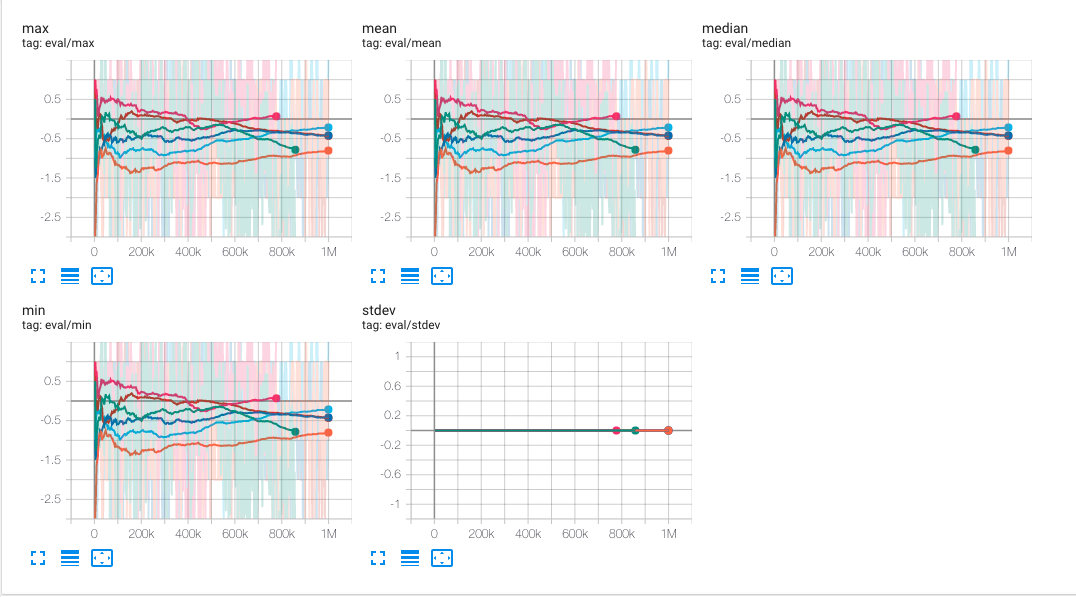 max
tag: eval/max
0.5
-0.5
-1.5
-2.5
0 200k 400k 600k 800k 1M
mean
tag: eval/mean
0.5
-0.5
-1.5
-2.5
0 200k 400k 600k 800k 1M
median
tag: eval/median
0.5
-0.5
-1.5
-2.5
0 200k 400k 600k 800k 1M
min
tag: eval/min
0.5
-0.5
-1.5
-2.5
0 200k 400k 600k 800k 1M
stdev
tag: eval/stdev
1
0.6
0.2
-0.2
-0.6
-1
0 200k 400k 600k 800k 1M